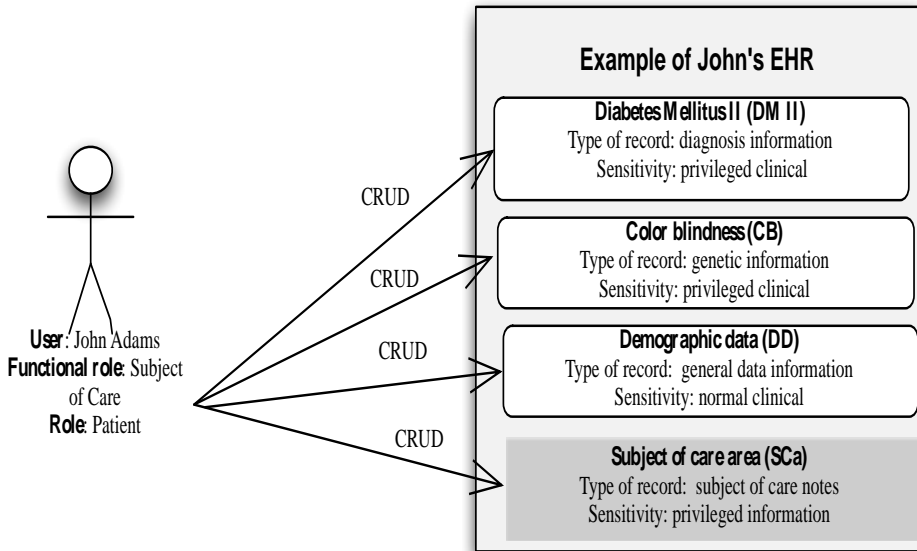 Example of John's EHR
Diabetes Mellitus II (DM II)
Type of record: diagnosis information
Sensitivity: privileged clinical
CRUD
Color blindness (CB)
Type of record: genetic information
Sensitivity: privileged clinical
CRUD
User: John Adams
Functional role: Subject
of Care
Role: Patient
Demographic data (DD)
Type of record: general data information
Sensitivity: normal clinical
CRUD
Subject of care area (SCa)
Type of record: subject of care notes
Sensitivity: privileged information
CRUD